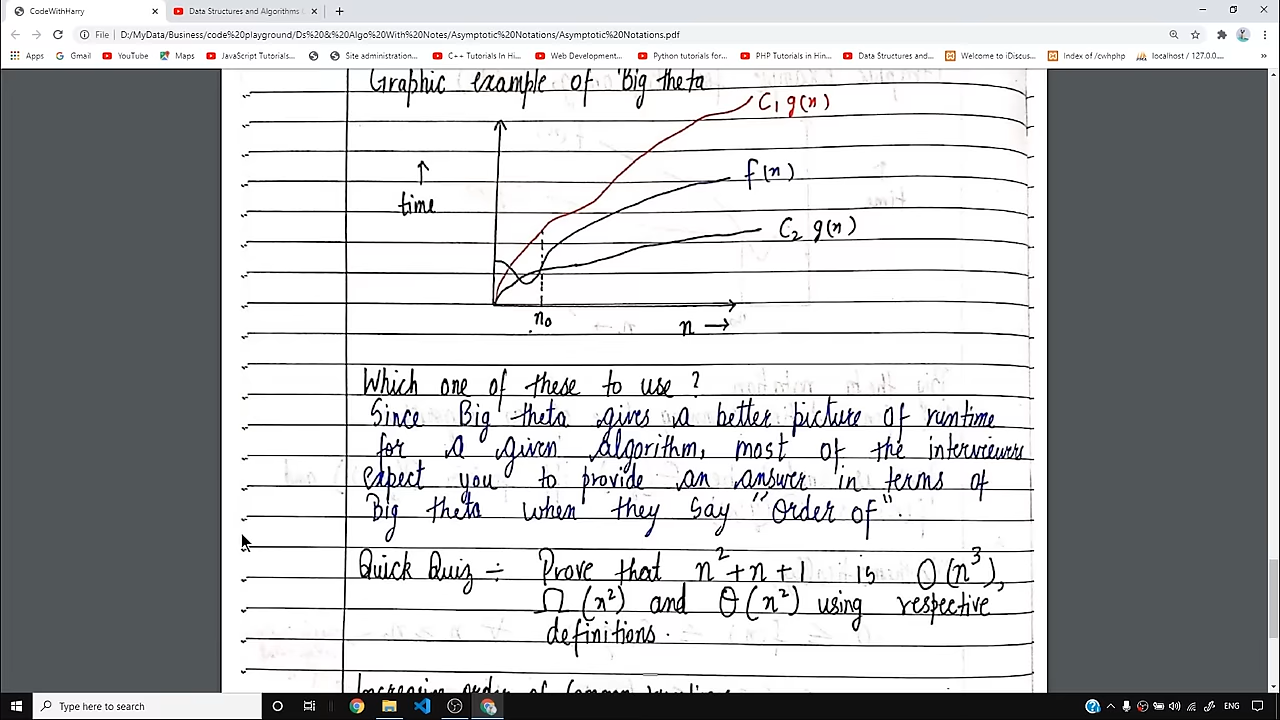 CodeWithHarry
Data Structures and Algorithms
File | D:/MyData/Business/code%20playground/Ds%20&%20Algo%20With%20Notes/Asymptotic%20Notations/Asymptotic%20Notations.pdf
Apps Gmail YouTube Maps JavaScript Tutorials... Site administration... C++ Tutorials In Hi... Web Development... Python tutorials for... PHP Tutorials in Hin... Data Structures and... Welcome to iDiscus... Index of /cwhphp localhost / 127.0.0....
Graphic example of Big theta
C₁ g(n)
f(n)
↑
time
C₂ g(n)
n₀
n →
Which one of these to use ?
Since Big theta gives a better picture of runtime
for a given algorithm, most of the interviewers
expect you to provide an answer in terms of
Big theta when they say "Order of".
Quick Quiz ÷ Prove that n²+n+1 is O(n³),
Ω(n²) and θ(n²) using respective
definitions.
Type here to search
ENG